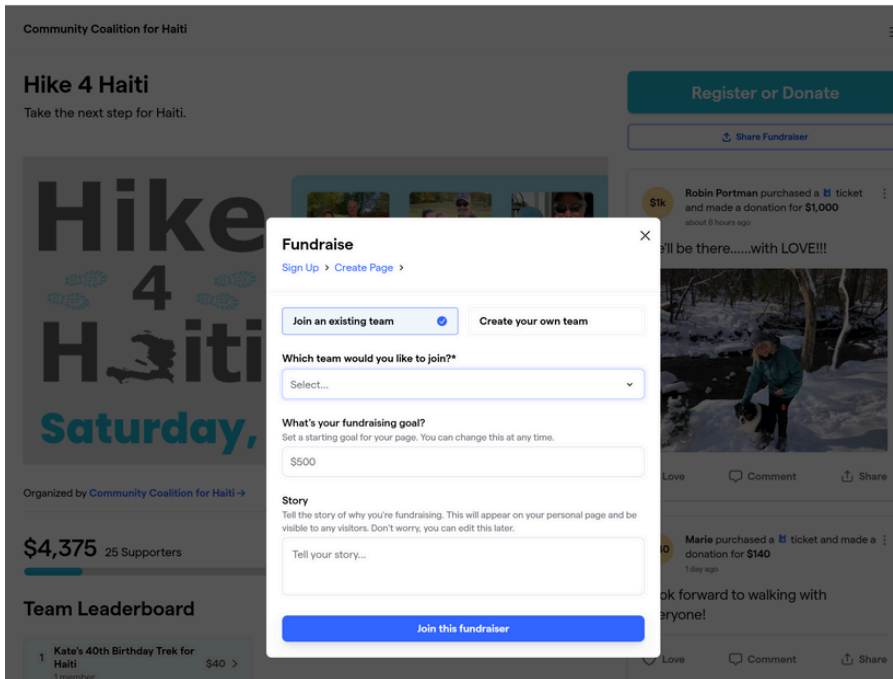 Community Coalition for Haiti
Hike 4 Haiti
Take the next step for Haiti.
Register or Donate
Share Fundraiser
Hike
4
Haiti
Saturday,
$1k
Robin Portman purchased a ticket
and made a donation for $1,000
about 8 hours ago
'll be there......with LOVE!!!
Love
Comment
Share
Fundraise
Sign Up > Create Page >
Join an existing team
Create your own team
Which team would you like to join?*
Select...
What's your fundraising goal?
Set a starting goal for your page. You can change this at any time.
$500
Story
Tell the story of why you're fundraising. This will appear on your personal page and be
visible to any visitors. Don't worry, you can edit this later.
Tell your story...
Join this fundraiser
Organized by Community Coalition for Haiti →
$4,375 25 Supporters
Team Leaderboard
1
Kate's 40th Birthday Trek for
Haiti
$40 >
1 member
Marie purchased a ticket and made a
donation for $140
1 day ago
ok forward to walking with
eryone!
Love
Comment
Share